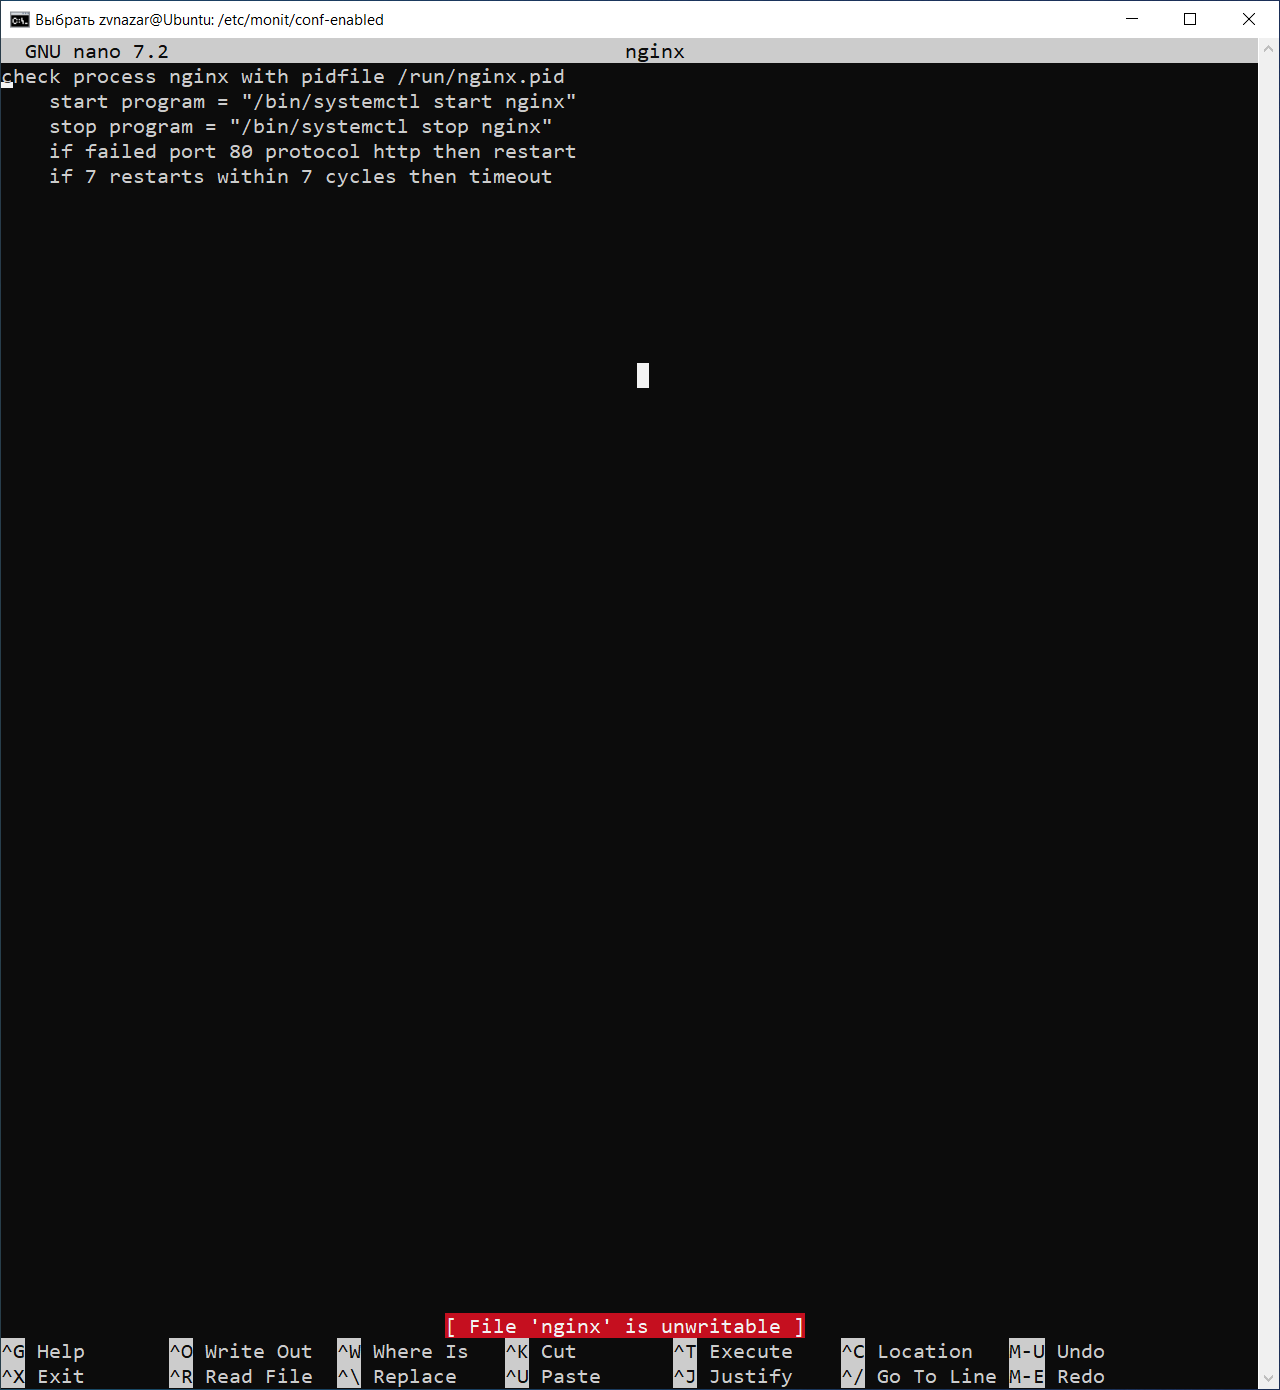 Выбрать zvnazar@Ubuntu: /etc/monit/conf-enabled
GNU nano 7.2 nginx
check process nginx with pidfile /run/nginx.pid
    start program = "/bin/systemctl start nginx"
    stop program = "/bin/systemctl stop nginx"
    if failed port 80 protocol http then restart
    if 7 restarts within 7 cycles then timeout
[ File 'nginx' is unwritable ]
^G Help ^O Write Out ^W Where Is ^K Cut ^T Execute ^C Location M-U Undo
^X Exit ^R Read File ^\ Replace ^U Paste ^J Justify ^/ Go To Line M-E Redo